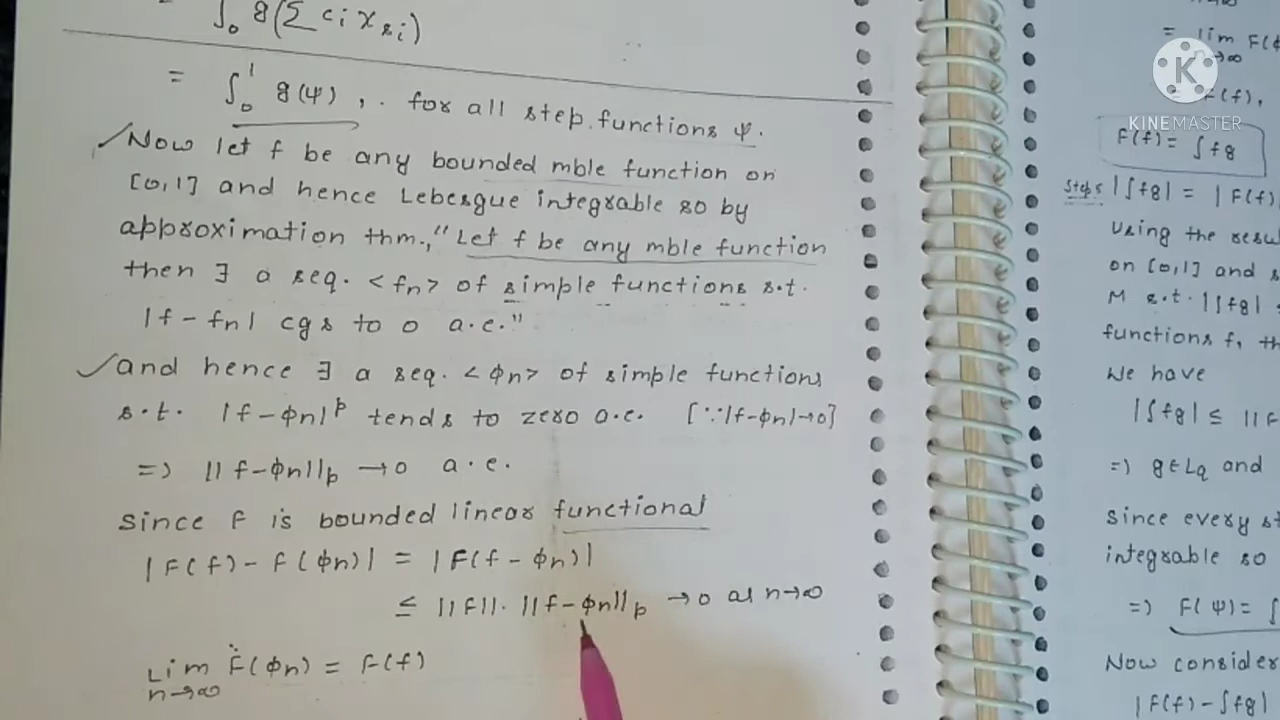 ∫₀ g(∑ cᵢ χₛᵢ)
= ∫₀¹ g(ψ), . for all step functions ψ.
Now let f be any bounded mble function on
[0,1] and hence Lebesgue integrable so by
approximation thm., "Let f be any mble function
then ∃ a seq. <fn> of simple functions s.t.
|f-fn| cgs to 0 a.e."
and hence ∃ a seq. <ϕn> of simple functions
s.t. |f-ϕn|ᵖ tends to zero a.e. [∵|f-ϕn|→0]
=) ||f-ϕn||p →0 a.e.
Since F is bounded linear functional
|F(f)-F(ϕn)| = |F(f-ϕn)|
≤ ||F||. ||f-ϕn||p →0 as n→∞
Lim n→∞ F(ϕn) = F(f)
= lim n→∞ F(ϕ
F(f),
F(f) = ∫fg
Step 5 |∫fg| = |F(f)|
Using the resu
on [0,1] and s
M s.t. |∫fg|
functions f, th
We have
|∫fg| ≤ ||F
=) g∈Lq and
Since every st
integrable so
=) F(ψ) = ∫
Now consider
|F(f)-∫fg|
K
KINEMASTER